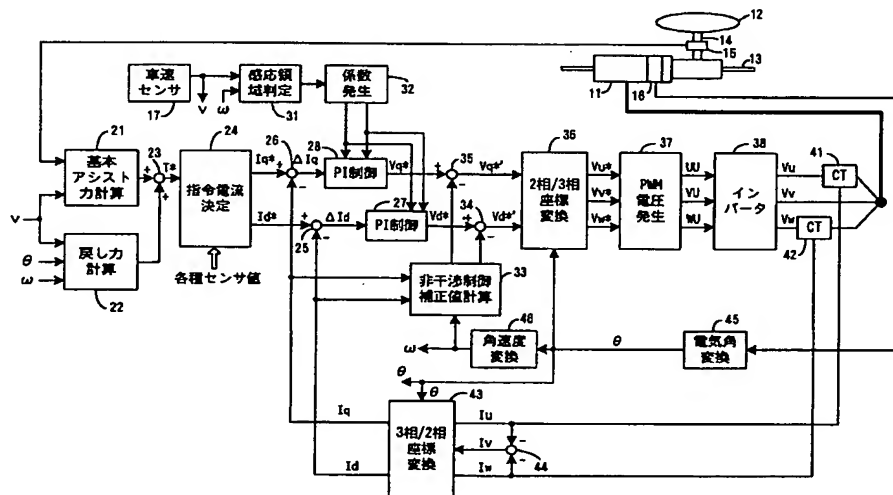 12
14
15
13
11
16
車速
センサ
17
v
ω
感応領
域判定
31
係数
発生
32
21
基本
アシスト
力計算
23
T*
24
指令電流
決定
各種センサ値
v
θ
ω
戻し力
計算
22
26
Iq*
+
-
ΔIq
28
PI制御
Vq*
+
-
35
Vq*'
Id*
+
-
25
ΔId
27
PI制御
Vd*
+
-
34
Vd*'
36
2相/3相
座標
変換
Vu*
Vv*
Vw*
37
PWM
電圧
発生
UU
VU
WU
38
イン
バータ
Vu
Vv
Vw
41
CT
CT
42
非干渉制御
補正値計算
33
ω
角速度
変換
48
θ
電気角
変換
45
θ
θ
43
3相/2相
座標
変換
Iq
Id
Iu
Iv
Iw
-
-
44